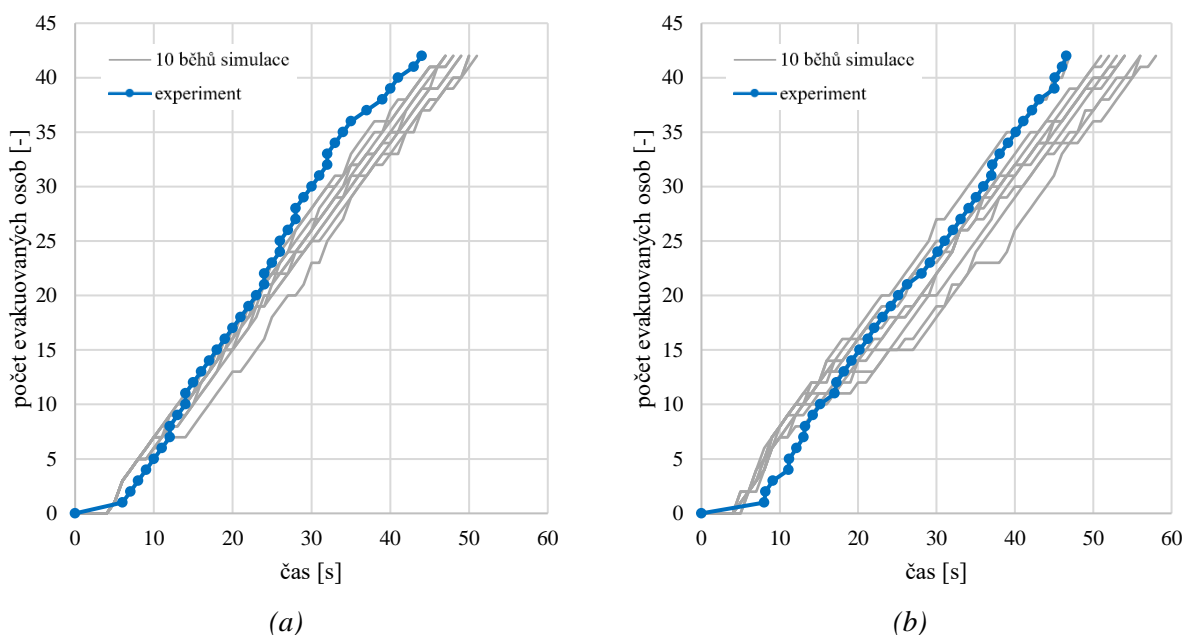 45
40
35
30
25
20
15
10
5
0
počet evakuovaných osob [-]
10 běhů simulace
experiment
0 10 20 30 40 50 60
čas [s]
(a)
45
40
35
30
25
20
15
10
5
0
počet evakuovaných osob [-]
10 běhů simulace
experiment
0 10 20 30 40 50 60
čas [s]
(b)